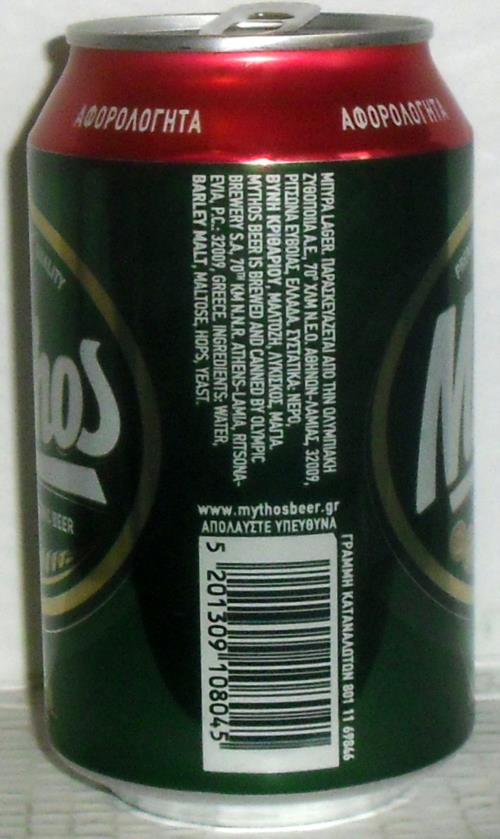 ΑΦΟΡΟΛΟΓΗΤΑ
ΑΦΟΡΟΛΟΓΗΤΑ
ΜΠΥΡΑ LAGER. ΠΑΡΑΣΚΕΥΑΖΕΤΑΙ ΑΠΟ ΤΗΝ ΟΛΥΜΠΙΑΚΗ
ΖΥΘΟΠΟΙΙΑ Α.Ε., 70° ΧΛΜ Ν.Ε.Ο. ΑΘΗΝΩΝ-ΛΑΜΙΑΣ, 32009,
ΡΙΤΣΩΝΑ ΕΥΒΟΙΑΣ, ΕΛΛΑΔΑ. ΣΥΣΤΑΤΙΚΑ: ΝΕΡΟ,
ΒΥΝΗ ΚΡΙΘΑΡΙΟΥ, ΜΑΛΤΟΖΗ, ΛΥΚΙΣΚΟΣ, ΜΑΓΙΑ.
MYTHOS BEER IS BREWED AND CANNED BY OLYMPIC
BREWERY S.A, 70TH KM N.N.R. ATHENS-LAMIA, RITSONA-
EVIA, P.C.: 32009, GREECE. INGREDIENTS: WATER,
BARLEY MALT, MALTOSE, HOPS, YEAST.
hos
BEER
M
www.mythosbeer.gr
ΑΠΟΛΑΥΣΤΕ ΥΠΕΥΘΥΝΑ
ΓΡΑΜΜΗ ΚΑΤΑΝΑΛΩΤΩΝ 801 11 69846
5 201309 108045